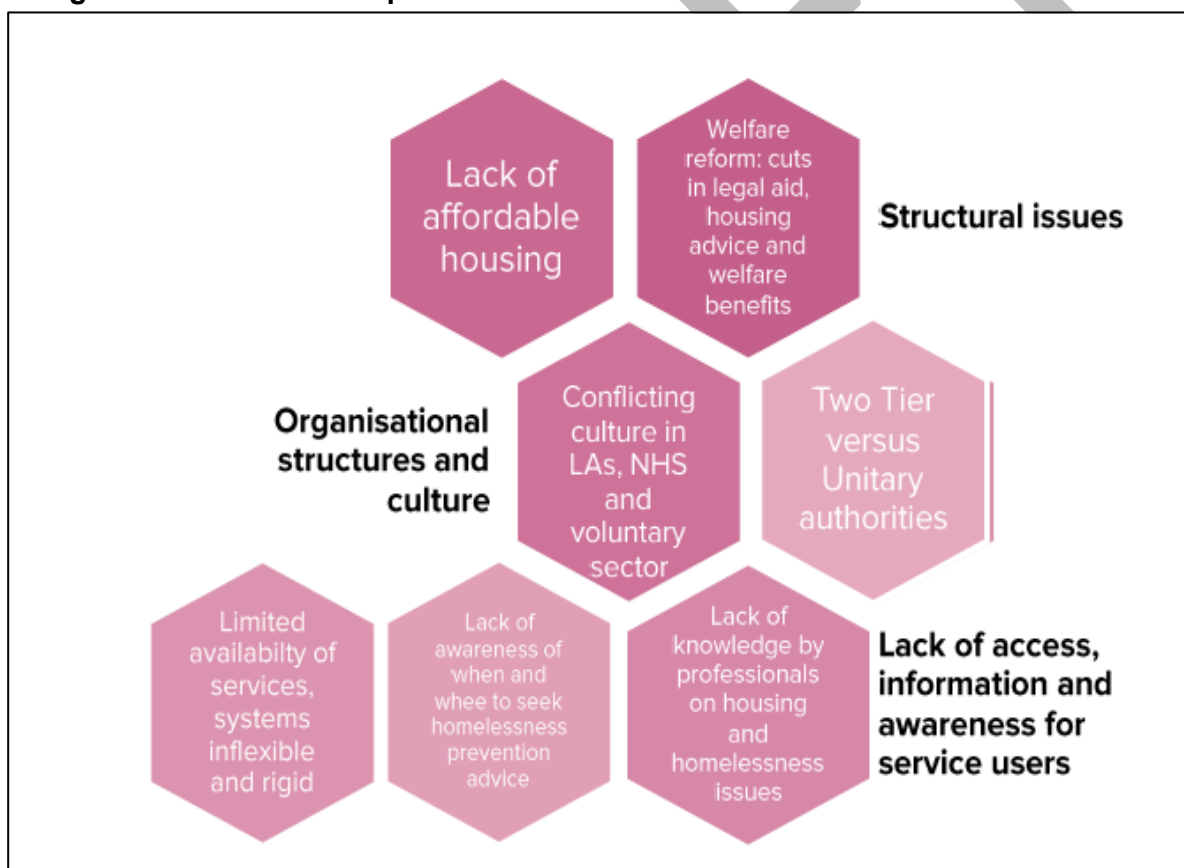 Lack of
affordable
housing
Welfare
reform: cuts
in legal aid,
housing
advice and
welfare
benefits
Structural issues
Organisational
structures and
culture
Conflicting
culture in
LAs, NHS
and
voluntary
sector
Two Tier
versus
Unitary
authorities
Limited
availabilty of
services,
systems
inflexible
and rigid
Lack of
awareness of
when and
whee to seek
homelessness
prevention
advice
Lack of
knowledge by
professionals
on housing
and
homelessness
issues
Lack of access,
information and
awareness for
service users